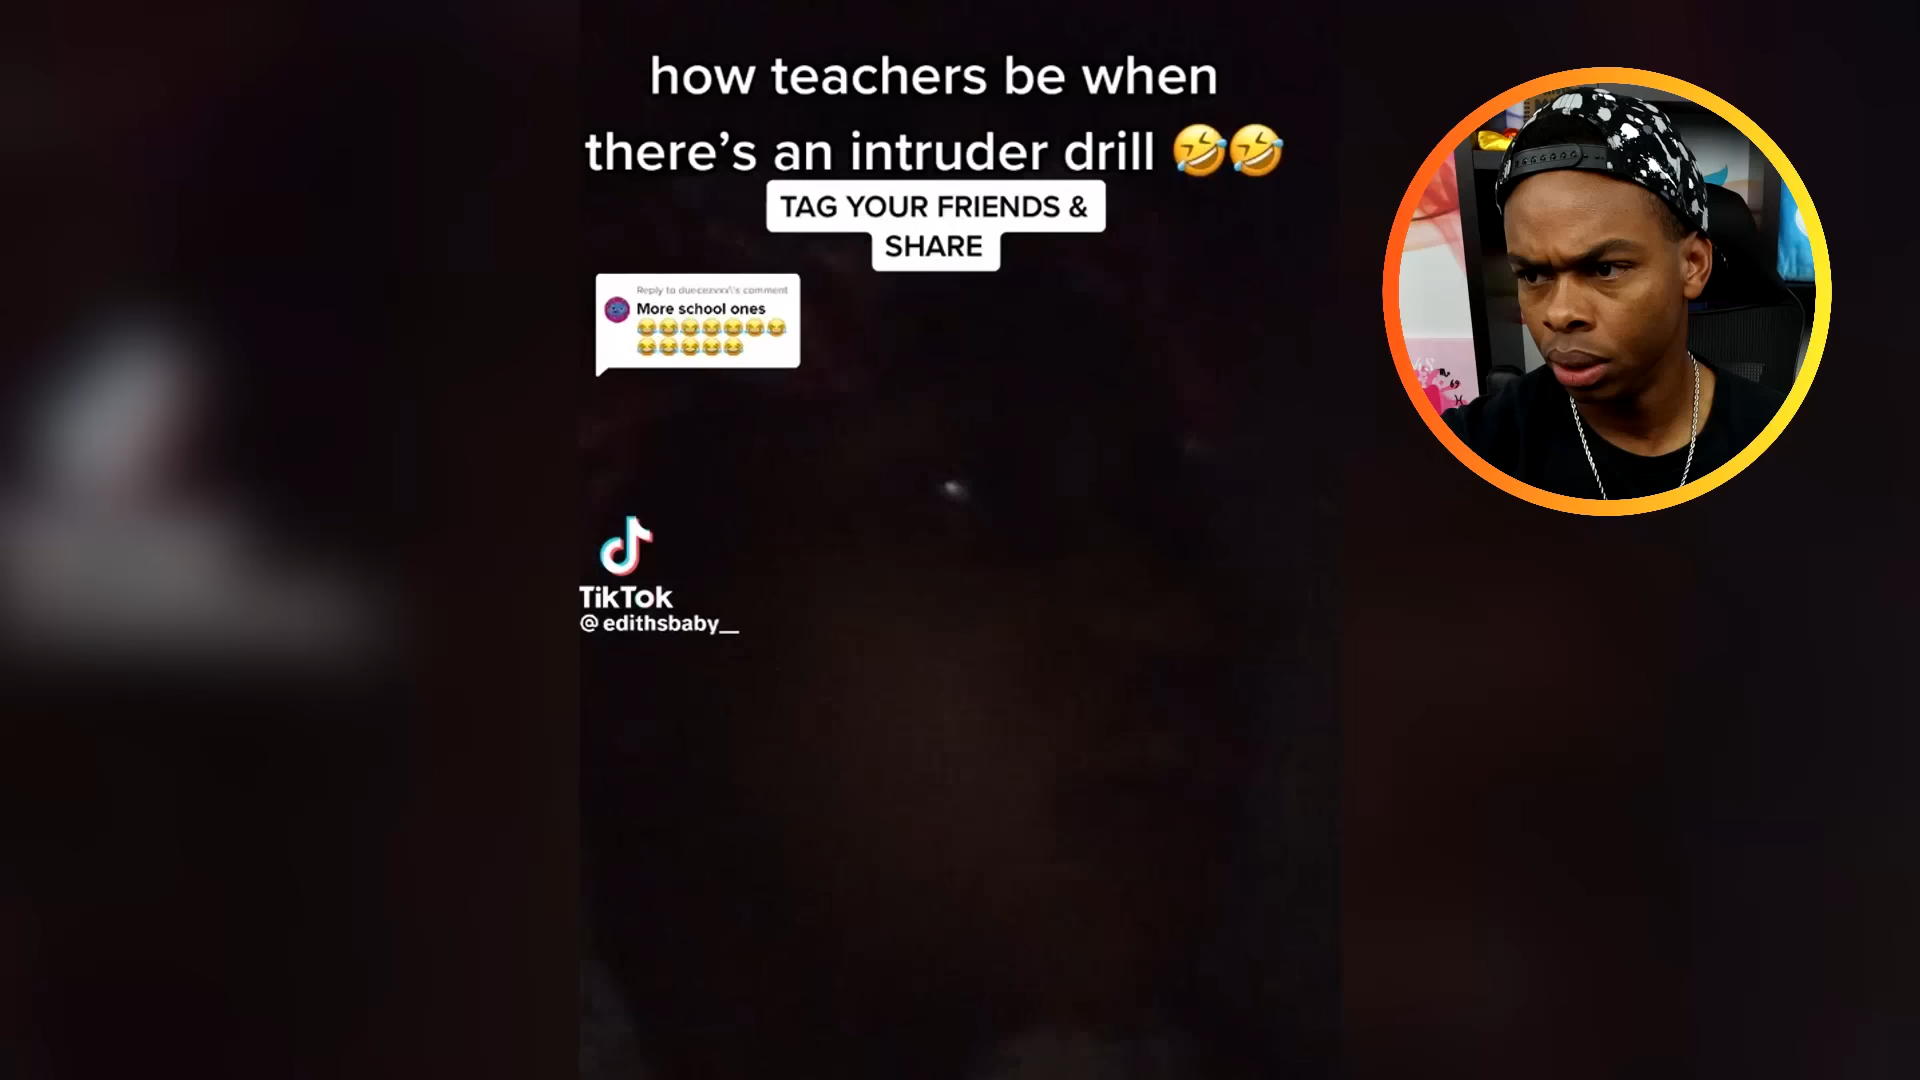 how teachers be when
there's an intruder drill 🤣🤣
TAG YOUR FRIENDS &
SHARE
More school ones
😂😂😂😂😂😂😂
😂😂😂😂😂
TikTok
@edithsbaby__